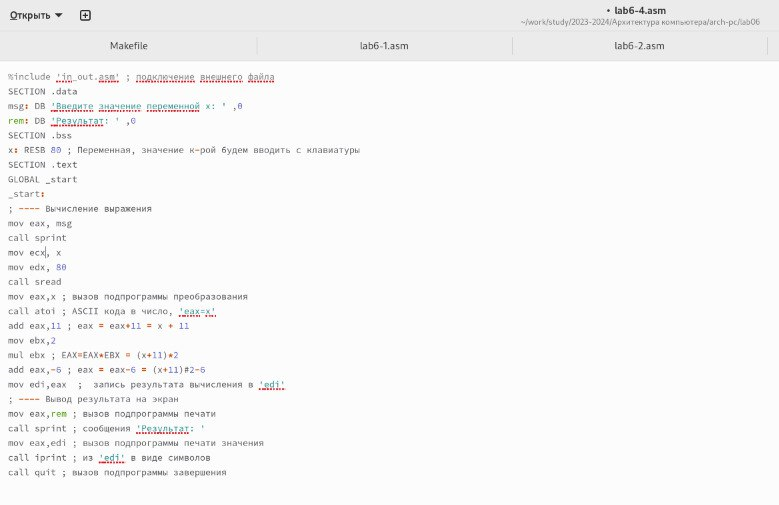 Открыть
• lab6-4.asm
~/work/study/2023-2024/Архитектура компьютера/arch-pc/lab06
Makefile
lab6-1.asm
lab6-2.asm
%include 'in_out.asm' ; подключение внешнего файла
SECTION .data
msg: DB 'Введите значение переменной x: ' ,0
rem: DB 'Результат: ' ,0
SECTION .bss
x: RESB 80 ; Переменная, значение к-рой будем вводить с клавиатуры
SECTION .text
GLOBAL _start
_start:
; ---- Вычисление выражения
mov eax, msg
call sprint
mov ecx, x
mov edx, 80
call sread
mov eax,x ; вызов подпрограммы преобразования
call atoi ; ASCII кода в число, 'eax=x'
add eax,11 ; eax = eax+11 = x + 11
mov ebx,2
mul ebx ; EAX=EAX*EBX = (x+11)*2
add eax,-6 ; eax = eax-6 = (x+11)#2-6
mov edi,eax  ;  запись результата вычисления в 'edi'
; ---- Вывод результата на экран
mov eax,rem ; вызов подпрограммы печати
call sprint ; сообщения 'Результат: '
mov eax,edi ; вызов подпрограммы печати значения
call iprint ; из 'edi' в виде символов
call quit ; вызов подпрограммы завершения